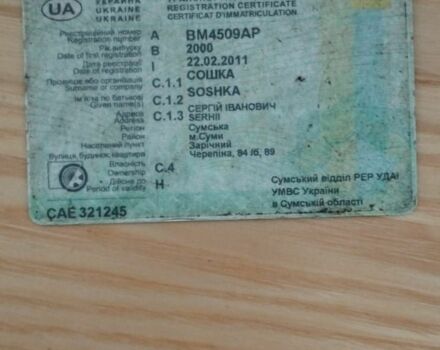 УКРАЇНА
UA UKRAINE REGISTRATION CERTIFICATE
UKRAINE CERTIFICAT D'IMMATRICULATION
Реєстраційний номер A BM4509AP
Registration number
Рік випуску B 2000
Date of first registration
Дата реєстрації I 22.02.2011
Date of registration
Прізвище або організація C.1.1 СОШКА
Surname or company SOSHKA
Ім'я та по батькові C.1.2 СЕРГІЙ ІВАНОВИЧ
Given name(s) SERHII
Адреса C.1.3 Сумська
Address
Регіон м.Суми
Район Зарічний
Населений пункт Черепіна, 84 /б, 89
Вулиця, будинок, квартира
Власність C.4
Ownership
Дійсне до H
Period of validity
Сумський відділ РЕР УДАІ
УМВС України
в Сумській області
CAE 321245